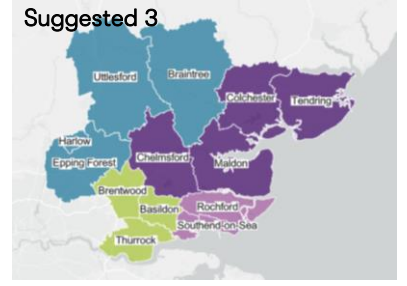 Suggested 3
Uttlesford
Braintree
Colchester
Tendring
Harlow
Epping Forest
Chelmsford
Maldon
Brentwood
Basildon
Rochford
Southend-on-Sea
Thurrock